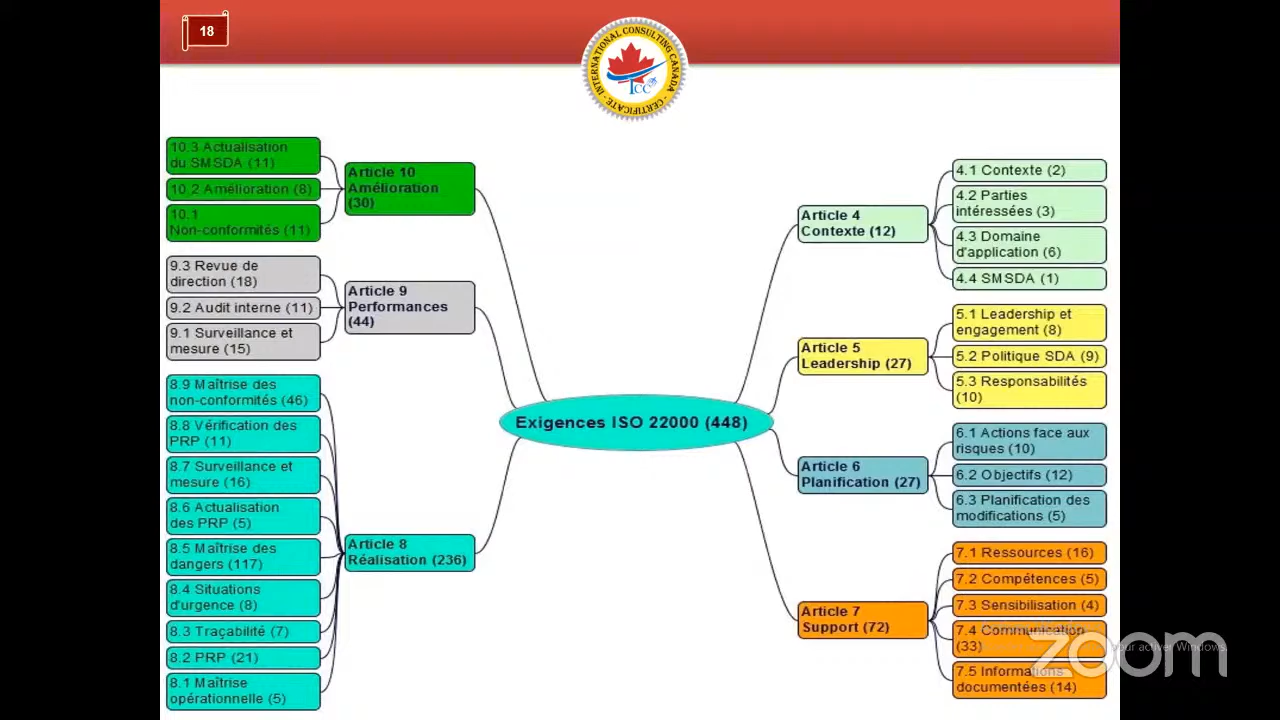 18
INTERNATIONAL CONSULTING CANADA
ICC
- CERTIFICATE -
10.3 Actualisation
du SMSDA (11)
10.2 Amélioration (8)
10.1
Non-conformités (11)
Article 10
Amélioration
(30)
9.3 Revue de
direction (18)
9.2 Audit interne (11)
9.1 Surveillance et
mesure (15)
Article 9
Performances
(44)
8.9 Maîtrise des
non-conformités (46)
8.8 Vérification des
PRP (11)
8.7 Surveillance et
mesure (16)
8.6 Actualisation
des PRP (5)
8.5 Maîtrise des
dangers (117)
8.4 Situations
d'urgence (8)
8.3 Traçabilité (7)
8.2 PRP (21)
8.1 Maîtrise
opérationnelle (5)
Article 8
Réalisation (236)
Exigences ISO 22000 (448)
Article 4
Contexte (12)
4.1 Contexte (2)
4.2 Parties
intéressées (3)
4.3 Domaine
d'application (6)
4.4 SMSDA (1)
Article 5
Leadership (27)
5.1 Leadership et
engagement (8)
5.2 Politique SDA (9)
5.3 Responsabilités
(10)
Article 6
Planification (27)
6.1 Actions face aux
risques (10)
6.2 Objectifs (12)
6.3 Planification des
modifications (5)
Article 7
Support (72)
7.1 Ressources (16)
7.2 Compétences (5)
7.3 Sensibilisation (4)
7.4 Communication
(33)
7.5 Informations
documentées (14)
zoom
pour activer Windows.